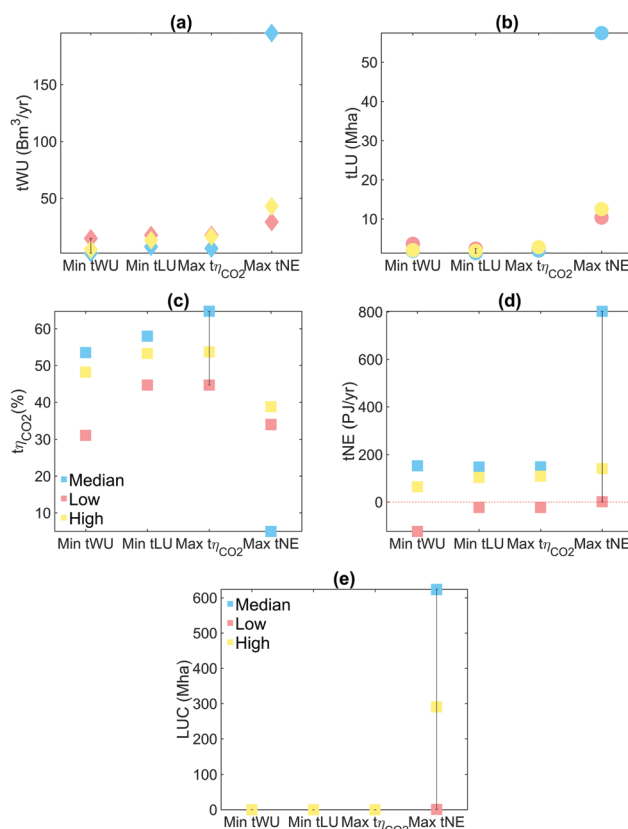 (a)
tWU (Bm³/yr)
150
100
50
Min tWU Min tLU Max tηCO2 Max tNE
(b)
tLU (Mha)
50
40
30
20
10
Min tWU Min tLU Max tηCO2 Max tNE
(c)
tηCO2(%)
60
50
40
30
20
10
Median
Low
High
Min tWU Min tLU Max tηCO2 Max tNE
(d)
tNE (PJ/yr)
800
600
400
200
0
Min tWU Min tLU Max tηCO2 Max tNE
(e)
LUC (Mha)
600
500
400
300
200
100
0
Median
Low
High
Min tWU Min tLU Max tηCO2 Max tNE